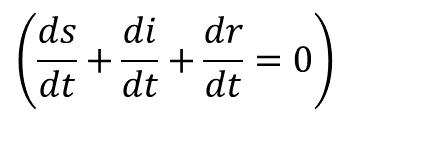 (ds/dt + di/dt + dr/dt = 0)